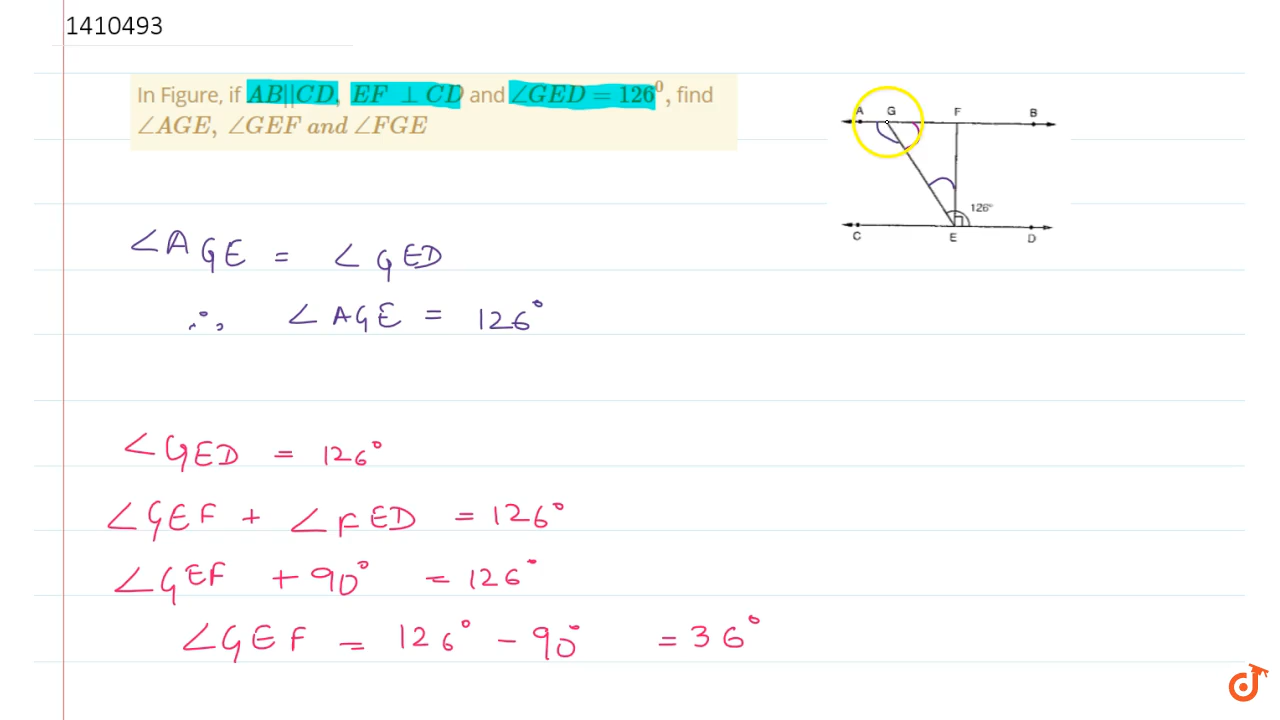 1410493
In Figure, if AB||CD, EF ⊥ CD and ∠GED = 126⁰, find
∠AGE, ∠GEF and ∠FGE
A G F B
126°
C E D
∠AGE = ∠GED
∴ ∠AGE = 126°
∠GED = 126°
∠GEF + ∠FED = 126°
∠GEF + 90° = 126°
∠GEF = 126° - 90° = 36°